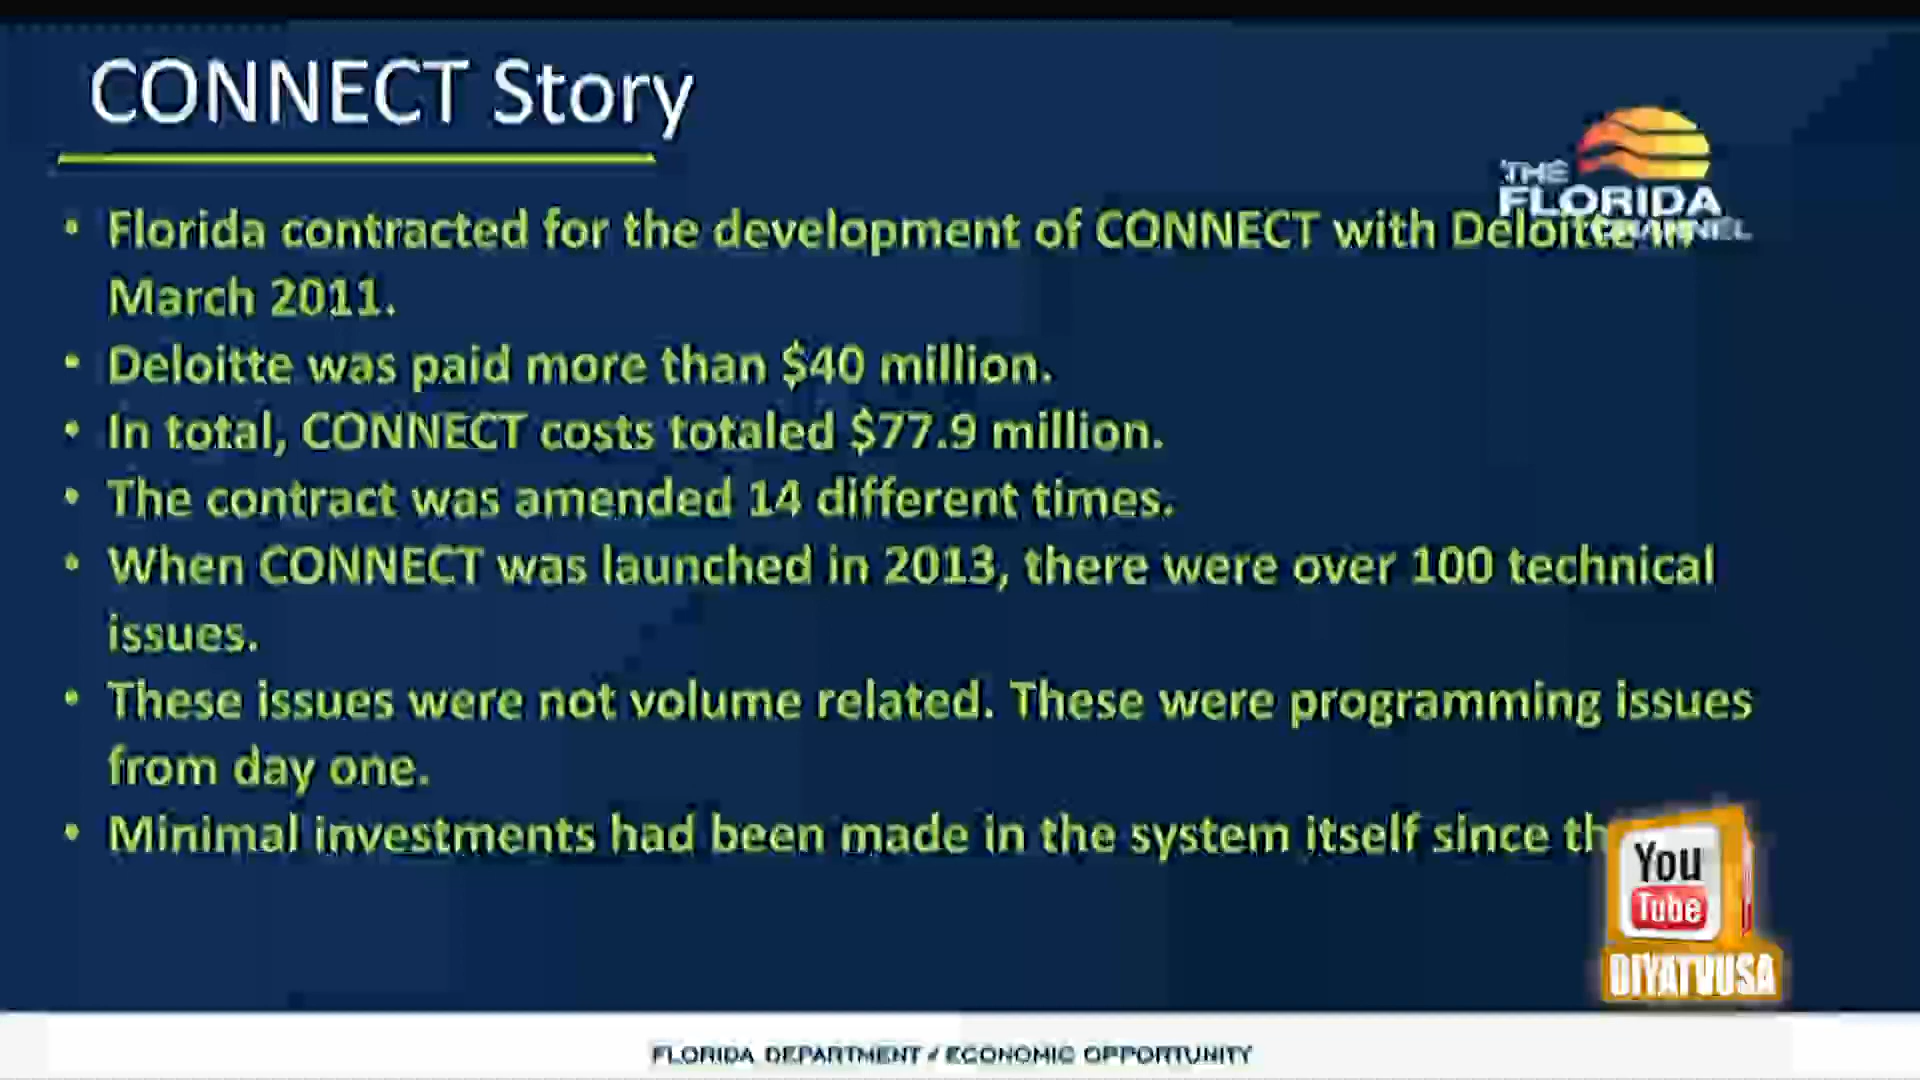 CONNECT Story
THE
FLORIDA
CHANNEL
• Florida contracted for the development of CONNECT with Deloitte in
March 2011.
• Deloitte was paid more than $40 million.
• In total, CONNECT costs totaled $77.9 million.
• The contract was amended 14 different times.
• When CONNECT was launched in 2013, there were over 100 technical
issues.
• These issues were not volume related. These were programming issues
from day one.
• Minimal investments had been made in the system itself since
You
Tube
DIYATVUSA
FLORIDA DEPARTMENT / ECONOMIC OPPORTUNITY